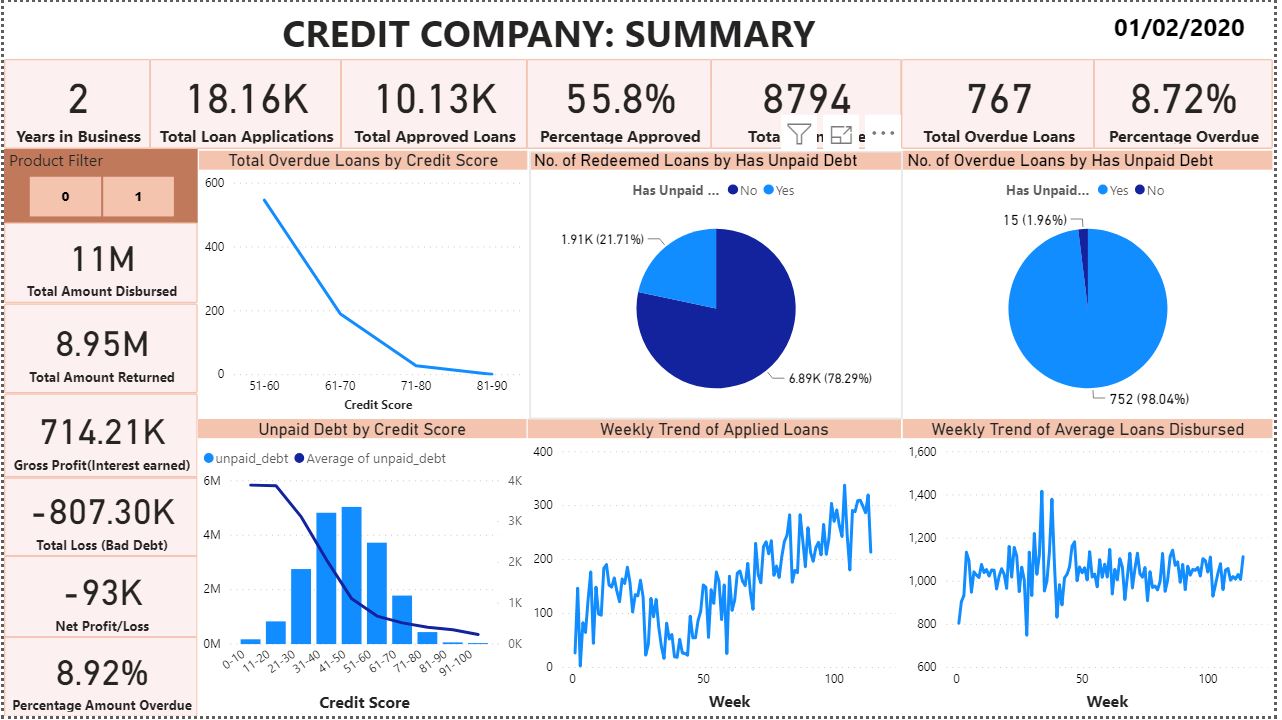 CREDIT COMPANY: SUMMARY
01/02/2020
2
Years in Business
18.16K
Total Loan Applications
10.13K
Total Approved Loans
55.8%
Percentage Approved
8794
767
Total Overdue Loans
8.72%
Percentage Overdue
Product Filter
0
1
11M
Total Amount Disbursed
8.95M
Total Amount Returned
714.21K
Gross Profit(Interest earned)
-807.30K
Total Loss (Bad Debt)
-93K
Net Profit/Loss
8.92%
Percentage Amount Overdue
Total Overdue Loans by Credit Score
600
400
200
0
51-60
61-70
71-80
81-90
Credit Score
No. of Redeemed Loans by Has Unpaid Debt
Has Unpaid ...
No
Yes
1.91K (21.71%)
6.89K (78.29%)
No. of Overdue Loans by Has Unpaid Debt
Has Unpaid...
Yes
No
15 (1.96%)
752 (98.04%)
Unpaid Debt by Credit Score
unpaid_debt
Average of unpaid_debt
6M
4M
2M
0M
4K
3K
2K
1K
0K
0-10
11-20
21-30
31-40
41-50
51-60
61-70
71-80
81-90
91-100
Credit Score
Weekly Trend of Applied Loans
400
300
200
100
0
0
50
100
Week
Weekly Trend of Average Loans Disbursed
1,600
1,400
1,200
1,000
800
600
0
50
100
Week